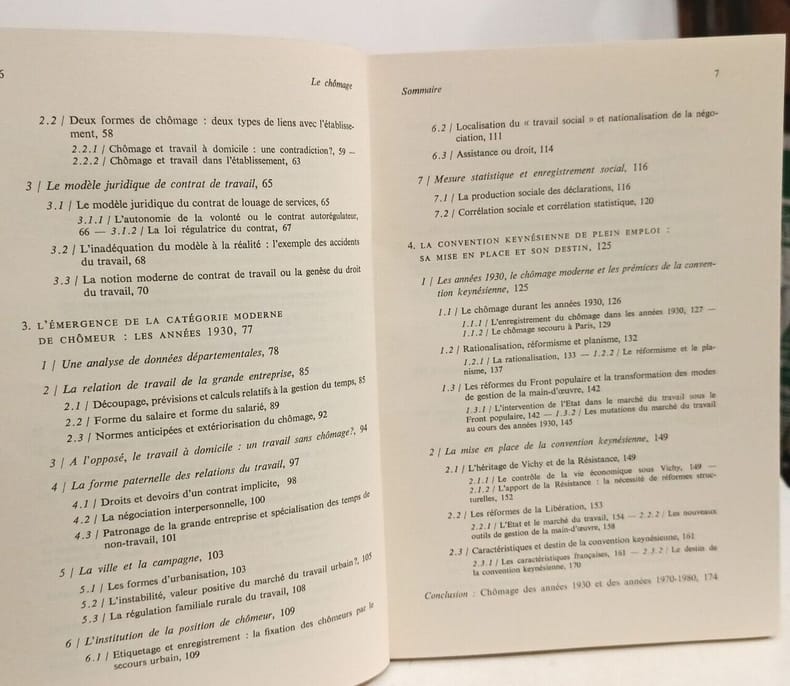 6
Le chômage
2.2 / Deux formes de chômage : deux types de liens avec l'établisse-
ment, 58
2.2.1 / Chômage et travail à domicile : une contradiction?, 59 —
2.2.2 / Chômage et travail dans l'établissement, 63
3 / Le modèle juridique de contrat de travail, 65
3.1 / Le modèle juridique du contrat de louage de services, 65
3.1.1 / L'autonomie de la volonté ou le contrat autorégulateur,
66 — 3.1.2 / La loi régulatrice du contrat, 67
3.2 / L'inadéquation du modèle à la réalité : l'exemple des accidents
du travail, 68
3.3 / La notion moderne de contrat de travail ou la genèse du droit
du travail, 70
3. L'ÉMERGENCE DE LA CATÉGORIE MODERNE
DE CHÔMEUR : LES ANNÉES 1930, 77
1 / Une analyse de données départementales, 78
2 / La relation de travail de la grande entreprise, 85
2.1 / Découpage, prévisions et calculs relatifs à la gestion du temps, 85
2.2 / Forme du salaire et forme du salarié, 89
2.3 / Normes anticipées et extériorisation du chômage, 92
3 / A l'opposé, le travail à domicile : un travail sans chômage?, 94
4 / La forme paternelle des relations du travail, 97
4.1 / Droits et devoirs d'un contrat implicite, 98
4.2 / La négociation interpersonnelle, 100
4.3 / Patronage de la grande entreprise et spécialisation des temps de
non-travail, 101
5 / La ville et la campagne, 103
5.1 / Les formes d'urbanisation, 103
5.2 / L'instabilité, valeur positive du marché du travail urbain?, 105
5.3 / La régulation familiale rurale du travail, 108
6 / L'institution de la position de chômeur, 109
6.1 / Etiquetage et enregistrement : la fixation des chômeurs par le
secours urbain, 109
Sommaire
7
6.2 / Localisation du « travail social » et nationalisation de la négo-
ciation, 111
6.3 / Assistance ou droit, 114
7 / Mesure statistique et enregistrement social, 116
7.1 / La production sociale des déclarations, 116
7.2 / Corrélation sociale et corrélation statistique, 120
4. LA CONVENTION KEYNÉSIENNE DE PLEIN EMPLOI :
SA MISE EN PLACE ET SON DESTIN, 125
1 / Les années 1930, le chômage moderne et les prémices de la conven-
tion keynésienne, 125
1.1 / Le chômage durant les années 1930, 126
1.1.1 / L'enregistrement du chômage dans les années 1930, 127 —
1.1.2 / Le chômage secouru à Paris, 129
1.2 / Rationalisation, réformisme et planisme, 132
1.2.1 / La rationalisation, 133 — 1.2.2 / Le réformisme et le pla-
nisme, 137
1.3 / Les réformes du Front populaire et la transformation des modes
de gestion de la main-d'œuvre, 142
1.3.1 / L'intervention de l'Etat dans le marché du travail sous le
Front populaire, 142 — 1.3.2 / Les mutations du marché du travail
au cours des années 1930, 145
2 / La mise en place de la convention keynésienne, 149
2.1 / L'héritage de Vichy et de la Résistance, 149
2.1.1 / Le contrôle de la vie économique sous Vichy, 149 —
2.1.2 / L'apport de la Résistance : la nécessité de réformes struc-
turelles, 152
2.2 / Les réformes de la Libération, 153
2.2.1 / L'Etat et le marché du travail, 154 — 2.2.2 / Les nouveaux
outils de gestion de la main-d'œuvre, 158
2.3 / Caractéristiques et destin de la convention keynésienne, 161
2.3.1 / Les caractéristiques françaises, 161 — 2.3.2 / Le destin de
la convention keynésienne, 170
Conclusion : Chômage des années 1930 et des années 1970-1980, 174